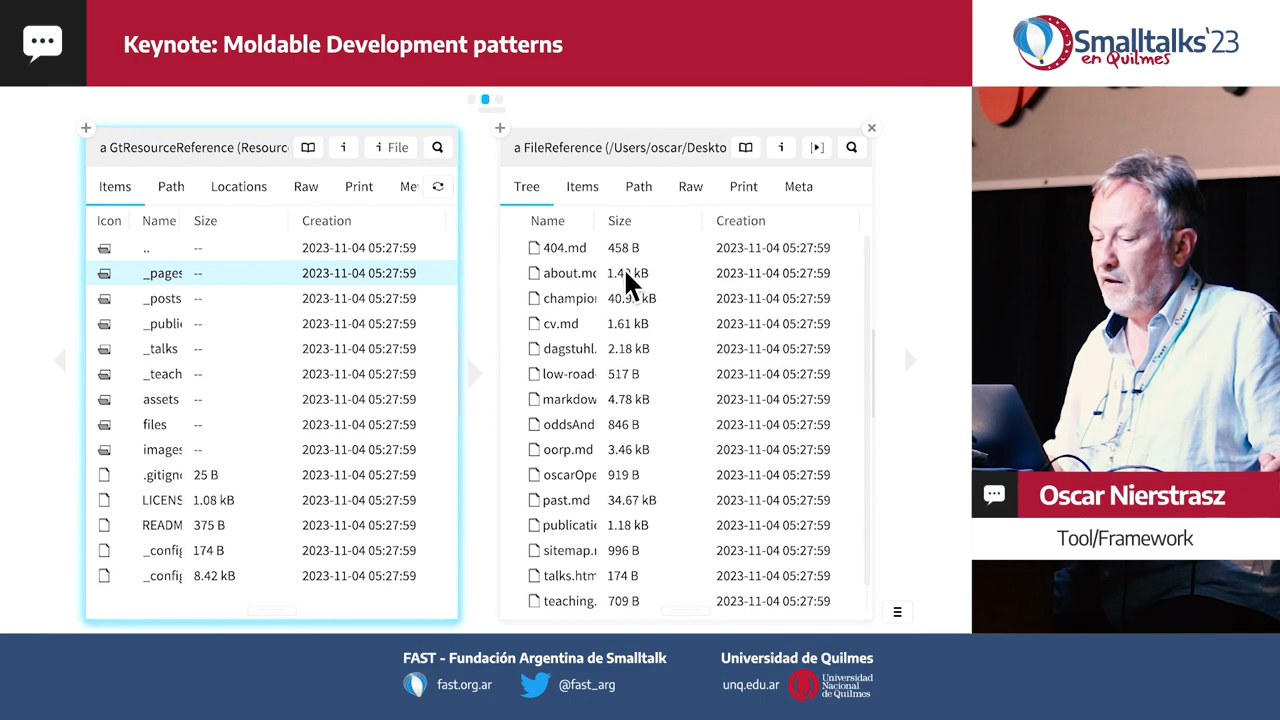 Keynote: Moldable Development patterns
Smalltalks'23
en Quilmes
a GtResourceReference (Resourc
i
i File
Items Path Locations Raw Print Me
Icon Name Size Creation
.. -- 2023-11-04 05:27:59
_pages -- 2023-11-04 05:27:59
_posts -- 2023-11-04 05:27:59
_public -- 2023-11-04 05:27:59
_talks -- 2023-11-04 05:27:59
_teach -- 2023-11-04 05:27:59
assets -- 2023-11-04 05:27:59
files -- 2023-11-04 05:27:59
images -- 2023-11-04 05:27:59
.gitign 25 B 2023-11-04 05:27:59
LICENS 1.08 kB 2023-11-04 05:27:59
READM 375 B 2023-11-04 05:27:59
_config 174 B 2023-11-04 05:27:59
_config 8.42 kB 2023-11-04 05:27:59
a FileReference (/Users/oscar/Deskto
i
Tree Items Path Raw Print Meta
Name Size Creation
404.md 458 B 2023-11-04 05:27:59
about.md kB 2023-11-04 05:27:59
champio kB 2023-11-04 05:27:59
cv.md 1.61 kB 2023-11-04 05:27:59
dagstuhl. 2.18 kB 2023-11-04 05:27:59
low-road- 517 B 2023-11-04 05:27:59
markdow 4.78 kB 2023-11-04 05:27:59
oddsAnd 846 B 2023-11-04 05:27:59
oorp.md 3.46 kB 2023-11-04 05:27:59
oscarOpe 919 B 2023-11-04 05:27:59
past.md 34.67 kB 2023-11-04 05:27:59
publicatic 1.18 kB 2023-11-04 05:27:59
sitemap. 996 B 2023-11-04 05:27:59
talks.htm 174 B 2023-11-04 05:27:59
teaching. 709 B 2023-11-04 05:27:59
FAST
Oscar Nierstrasz
Tool/Framework
FAST - Fundación Argentina de Smalltalk
fast.org.ar @fast_arg
Universidad de Quilmes
unq.edu.ar
Universidad
Nacional
de Quilmes